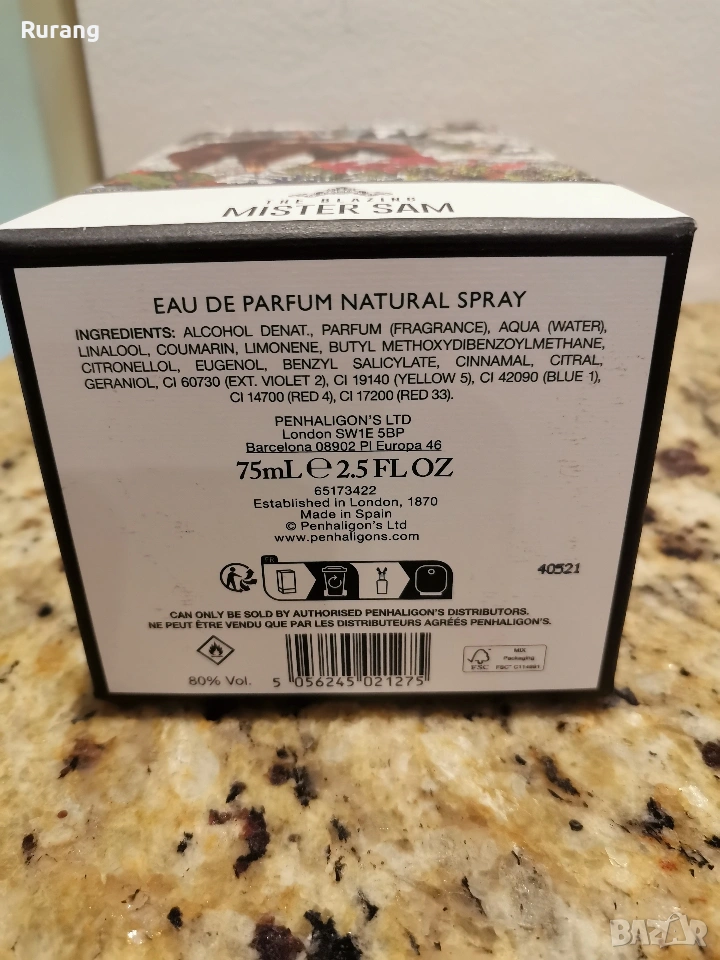 Rurang
THE BLAZING
MISTER SAM
EAU DE PARFUM NATURAL SPRAY
INGREDIENTS: ALCOHOL DENAT., PARFUM (FRAGRANCE), AQUA (WATER),
LINALOOL, COUMARIN, LIMONENE, BUTYL METHOXYDIBENZOYLMETHANE,
CITRONELLOL, EUGENOL, BENZYL SALICYLATE, CINNAMAL, CITRAL,
GERANIOL, CI 60730 (EXT. VIOLET 2), CI 19140 (YELLOW 5), CI 42090 (BLUE 1),
CI 14700 (RED 4), CI 17200 (RED 33).
PENHALIGON'S LTD
London SW1E 5BP
Barcelona 08902 Pl Europa 46
75mL ℮ 2.5 FL OZ
65173422
Established in London, 1870
Made in Spain
© Penhaligon's Ltd
www.penhaligons.com
FR
40521
CAN ONLY BE SOLD BY AUTHORISED PENHALIGON'S DISTRIBUTORS.
NE PEUT ÊTRE VENDU QUE PAR LES DISTRIBUTEURS AGRÉÉS PENHALIGON'S.
80% Vol.
5 056245 021275
FSC
MIX
Packaging
BAZAR